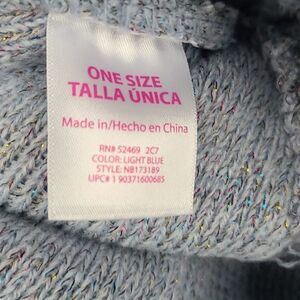 ONE SIZE
TALLA ÚNICA
Made in/Hecho en China
RN# 52469 2C7
COLOR: LIGHT BLUE
STYLE: NB173189
UPC# 1 90371600685